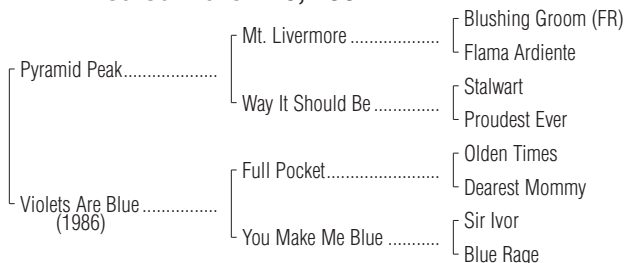 Blushing Groom (FR)
Mt. Livermore
Flama Ardiente
Pyramid Peak
Stalwart
Way It Should Be
Proudest Ever
Olden Times
Full Pocket
Dearest Mommy
Violets Are Blue
(1986)
Sir Ivor
You Make Me Blue
Blue Rage